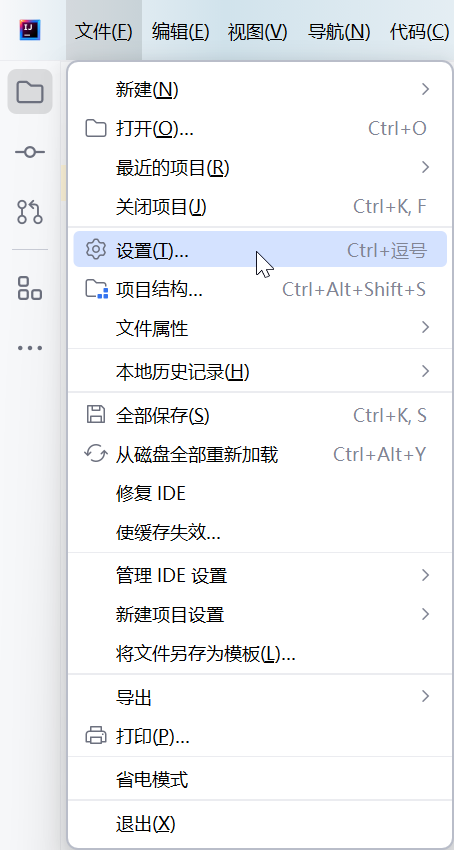 文件(F) 编辑(E) 视图(V) 导航(N) 代码(C)
新建(N)
打开(O)... Ctrl+O
最近的项目(R)
关闭项目(J) Ctrl+K, F
设置(T)... Ctrl+逗号
项目结构... Ctrl+Alt+Shift+S
文件属性
本地历史记录(H)
全部保存(S) Ctrl+K, S
从磁盘全部重新加载 Ctrl+Alt+Y
修复 IDE
使缓存失效...
管理 IDE 设置
新建项目设置
将文件另存为模板(L)...
导出
打印(P)...
省电模式
退出(X)